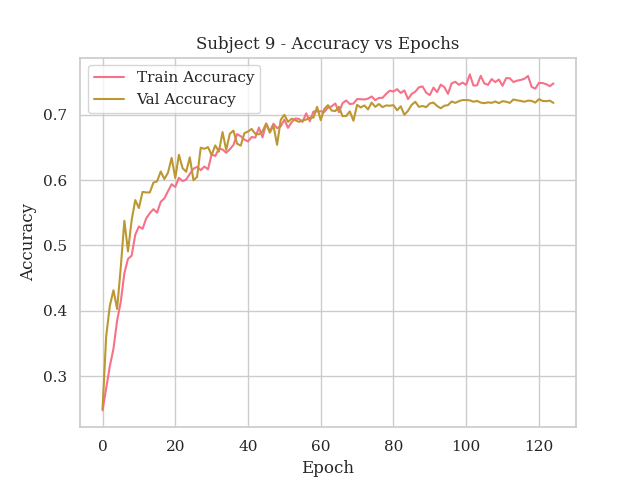 Subject 9 - Accuracy vs Epochs
Train Accuracy
Val Accuracy
0.7
0.6
0.5
0.4
0.3
Accuracy
0 20 40 60 80 100 120
Epoch